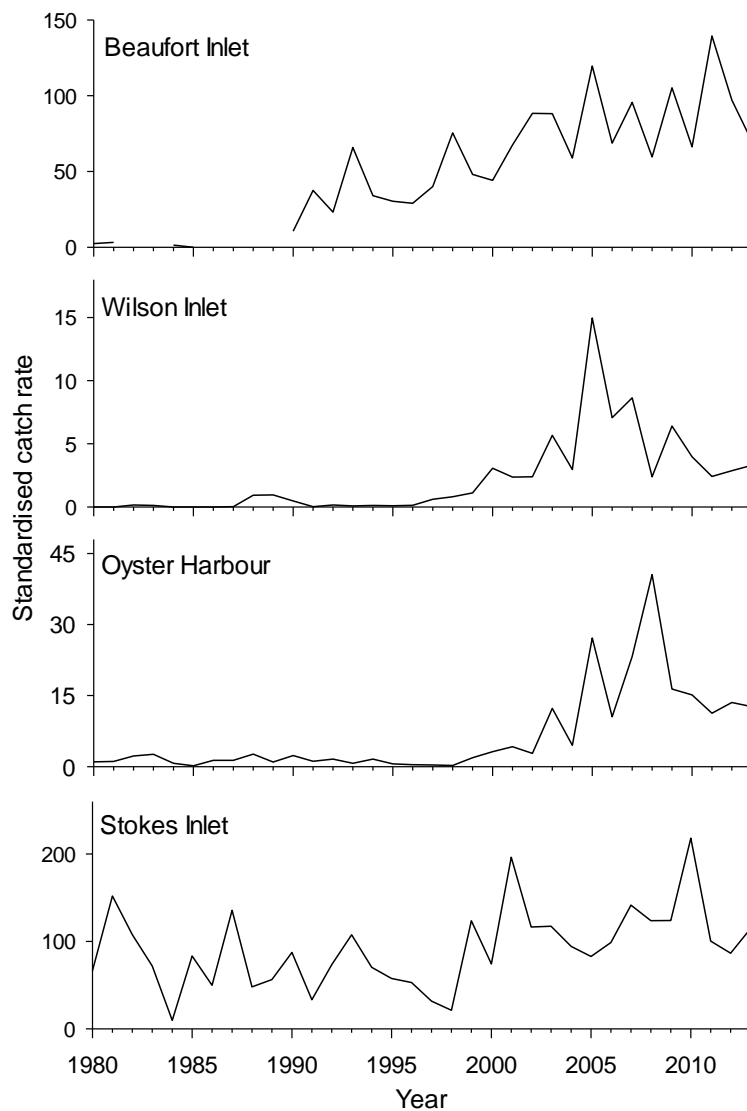 Standardised catch rate
Beaufort Inlet
150
100
50
0
Wilson Inlet
15
10
5
0
Oyster Harbour
45
30
15
0
Stokes Inlet
200
100
0
1980 1985 1990 1995 2000 2005 2010
Year